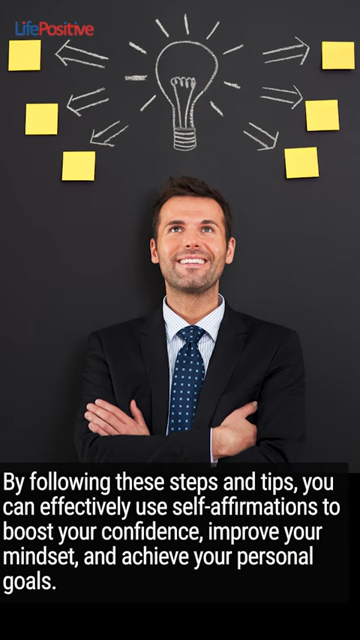 LifePositive
By following these steps and tips, you
can effectively use self-affirmations to
boost your confidence, improve your
mindset, and achieve your personal
goals.